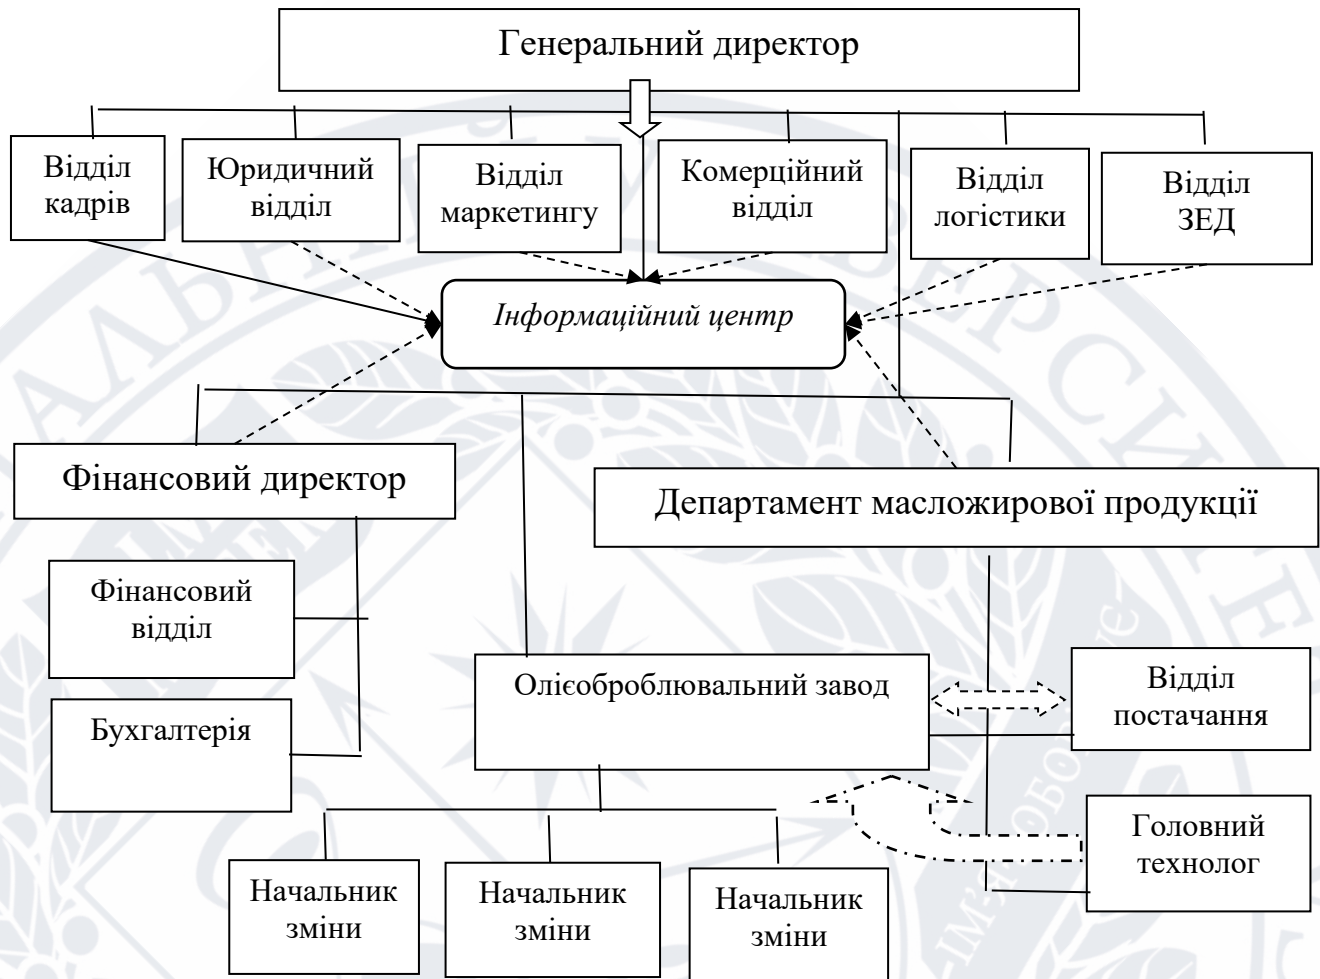 Генеральний директор
Відділ
кадрів
Юридичний
відділ
Відділ
маркетингу
Комерційний
відділ
Відділ
логістики
Відділ
ЗЕД
Інформаційний центр
Фінансовий директор
Департамент масложирової продукції
Фінансовий
відділ
Олієоброблювальний завод
Відділ
постачання
Бухгалтерія
Головний
технолог
Начальник
зміни
Начальник
зміни
Начальник
зміни